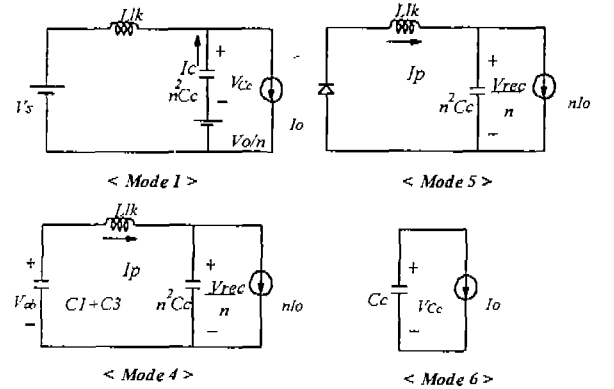 Llk
Vs
Ic
n²Cc
+
−
VCc
Vo/n
Io
< Mode 1 >
Llk
Ip
n²Cc
+
Vrec
n
−
nIo
< Mode 5 >
Llk
+
Vab
−
Ip
C1+C3
n²Cc
+
Vrec
n
−
nIo
< Mode 4 >
Cc
+
VCc
−
Io
< Mode 6 >